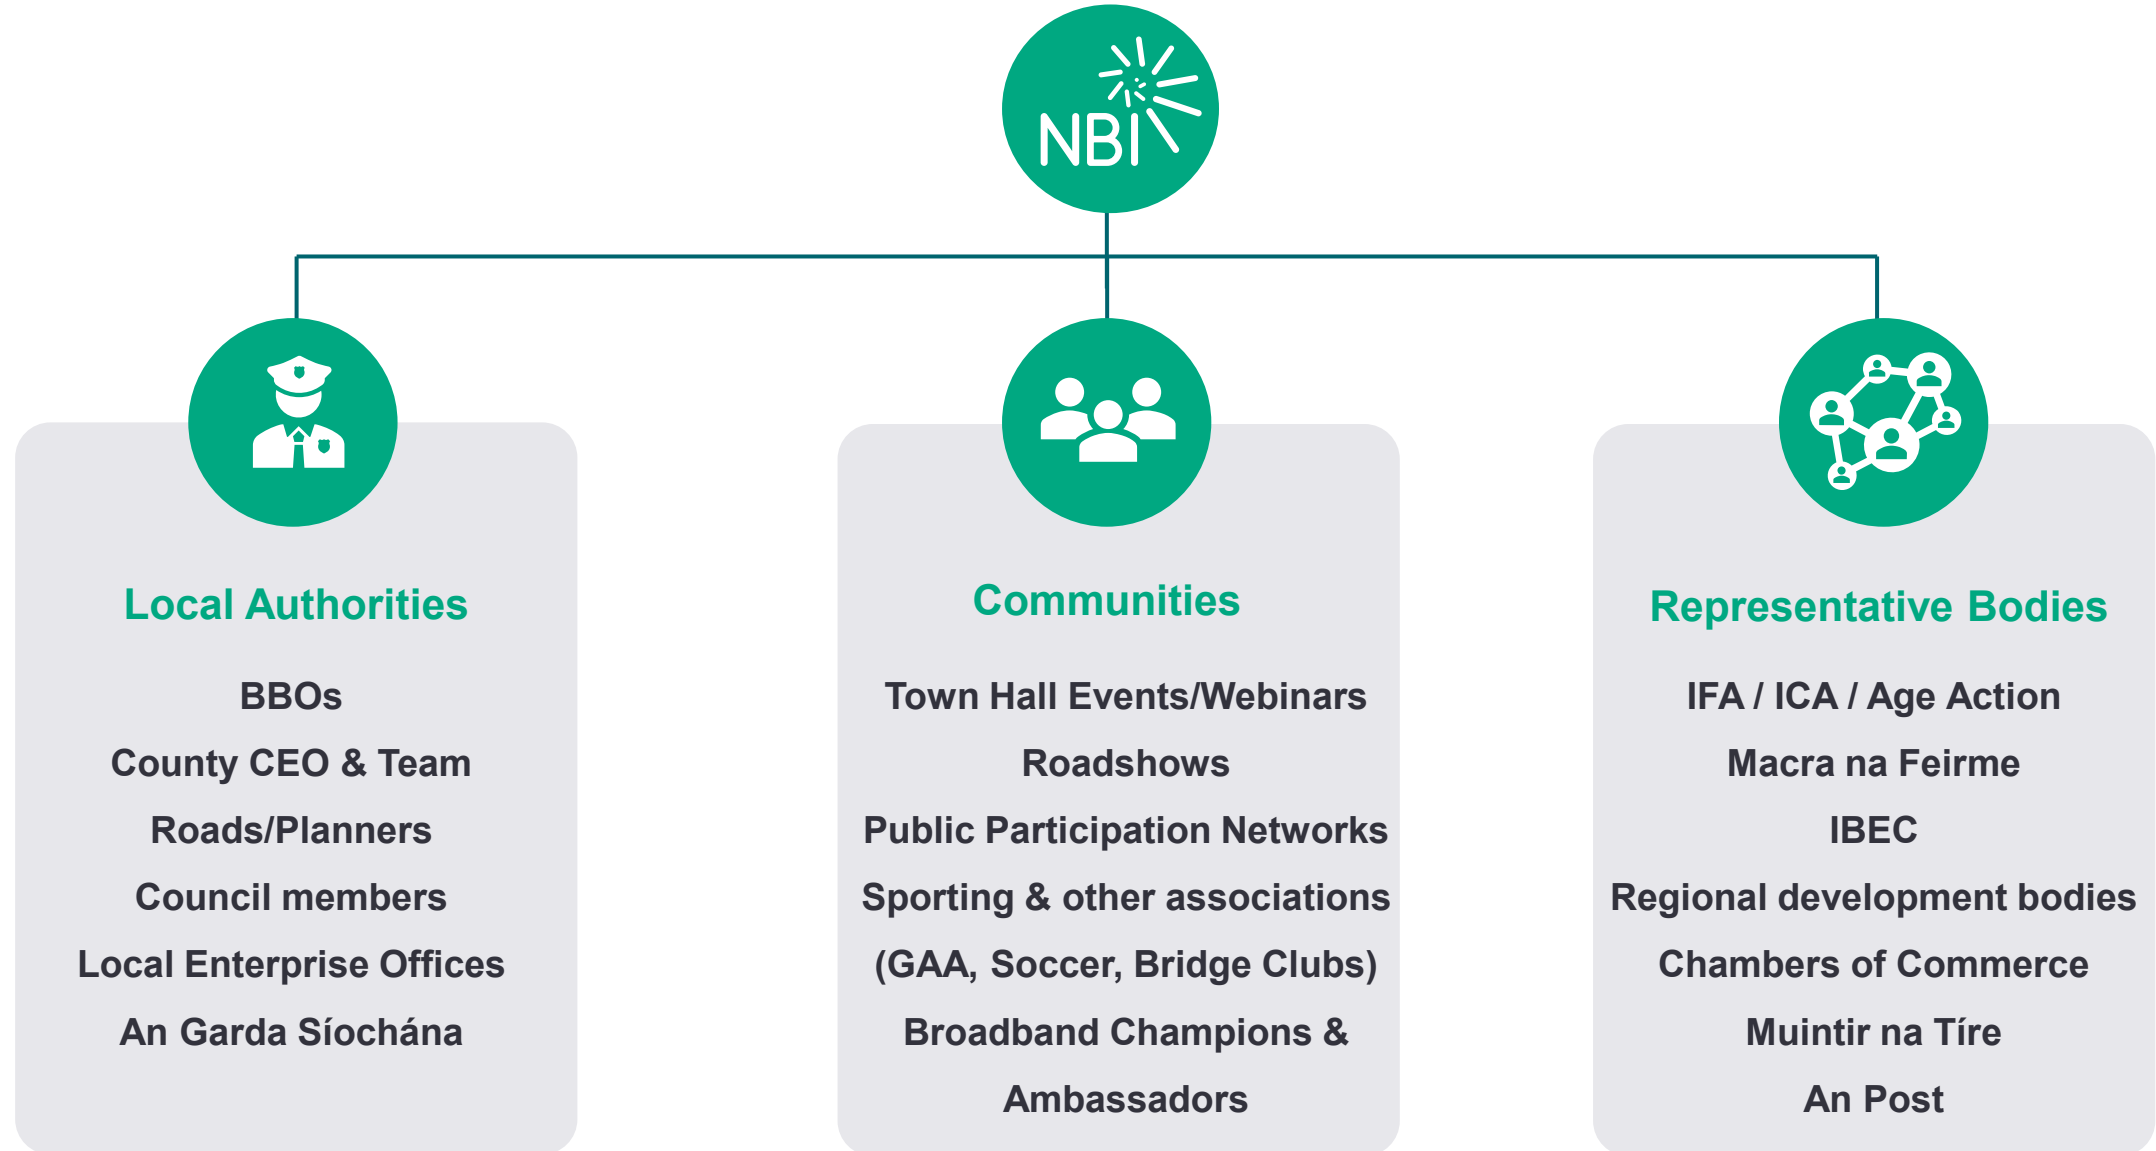 NBI
Local Authorities
BBOs
County CEO & Team
Roads/Planners
Council members
Local Enterprise Offices
An Garda Síochána
Communities
Town Hall Events/Webinars
Roadshows
Public Participation Networks
Sporting & other associations
(GAA, Soccer, Bridge Clubs)
Broadband Champions &
Ambassadors
Representative Bodies
IFA / ICA / Age Action
Macra na Feirme
IBEC
Regional development bodies
Chambers of Commerce
Muintir na Tíre
An Post